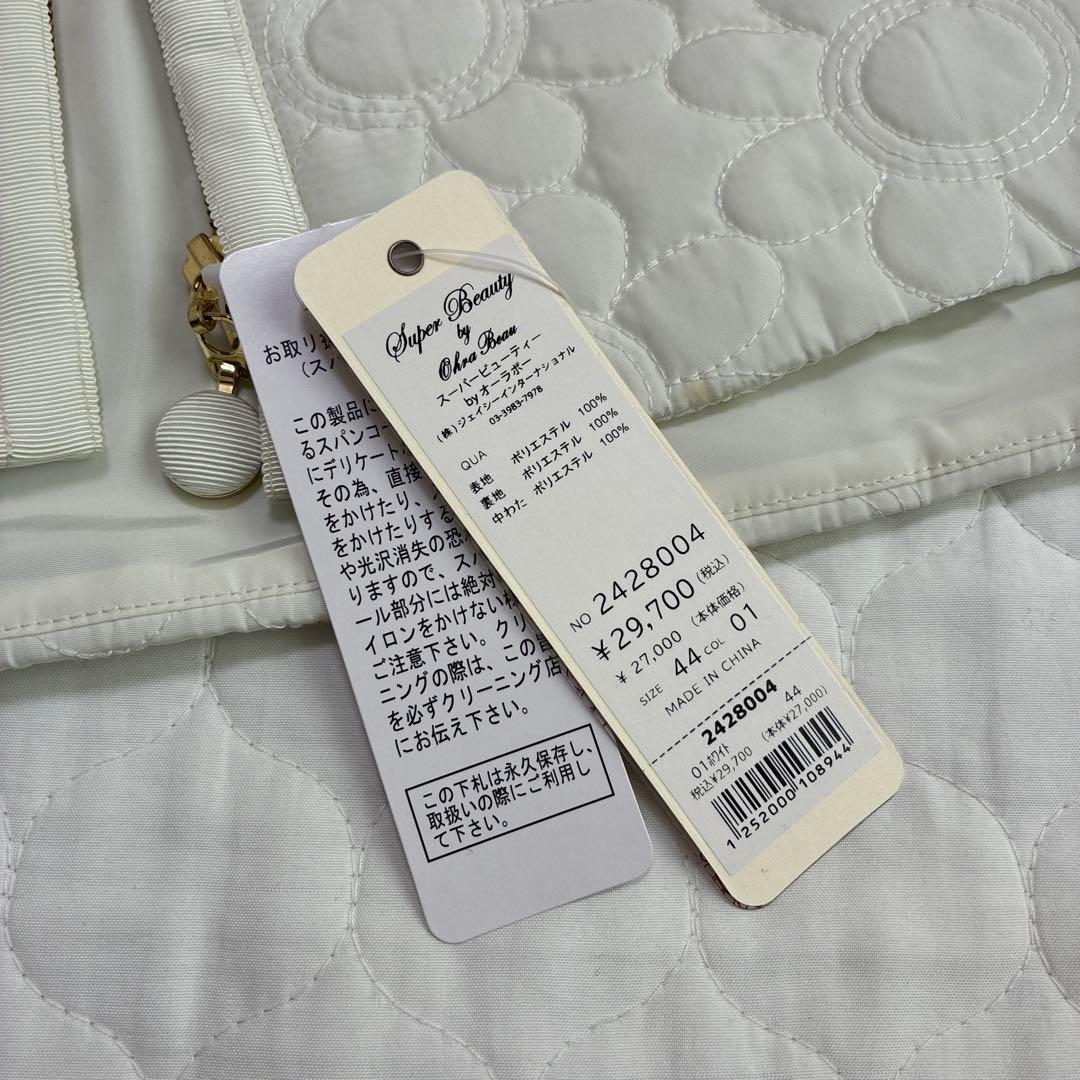 Super Beauty
by
Ohra Beau
スーパービューティー
byオーラボー
(株)ジェイシーインターナショナル
03-3983-7978
QUA
表地 ポリエステル 100%
裏地 ポリエステル 100%
中わた ポリエステル 100%
NO 2428004
¥29,700(税込)
¥27,000(本体価格)
SIZE 44 COL 01
MADE IN CHINA
2428004 44
01ホワイト
税込¥29,700 (本体¥27,000)
1252000108944
お取り扱
(スパ
この製品に
るスパンコー
にデリケート
その為、直接
をかけたり、
をかけたりする
や光沢消失の恐
りますので、ス
ール部分には絶対
イロンをかけない様
ご注意下さい。クリ
ニングの際は、この旨
を必ずクリーニング店
にお伝え下さい。
この下札は永久保存し、
取扱いの際にご利用し
て下さい。